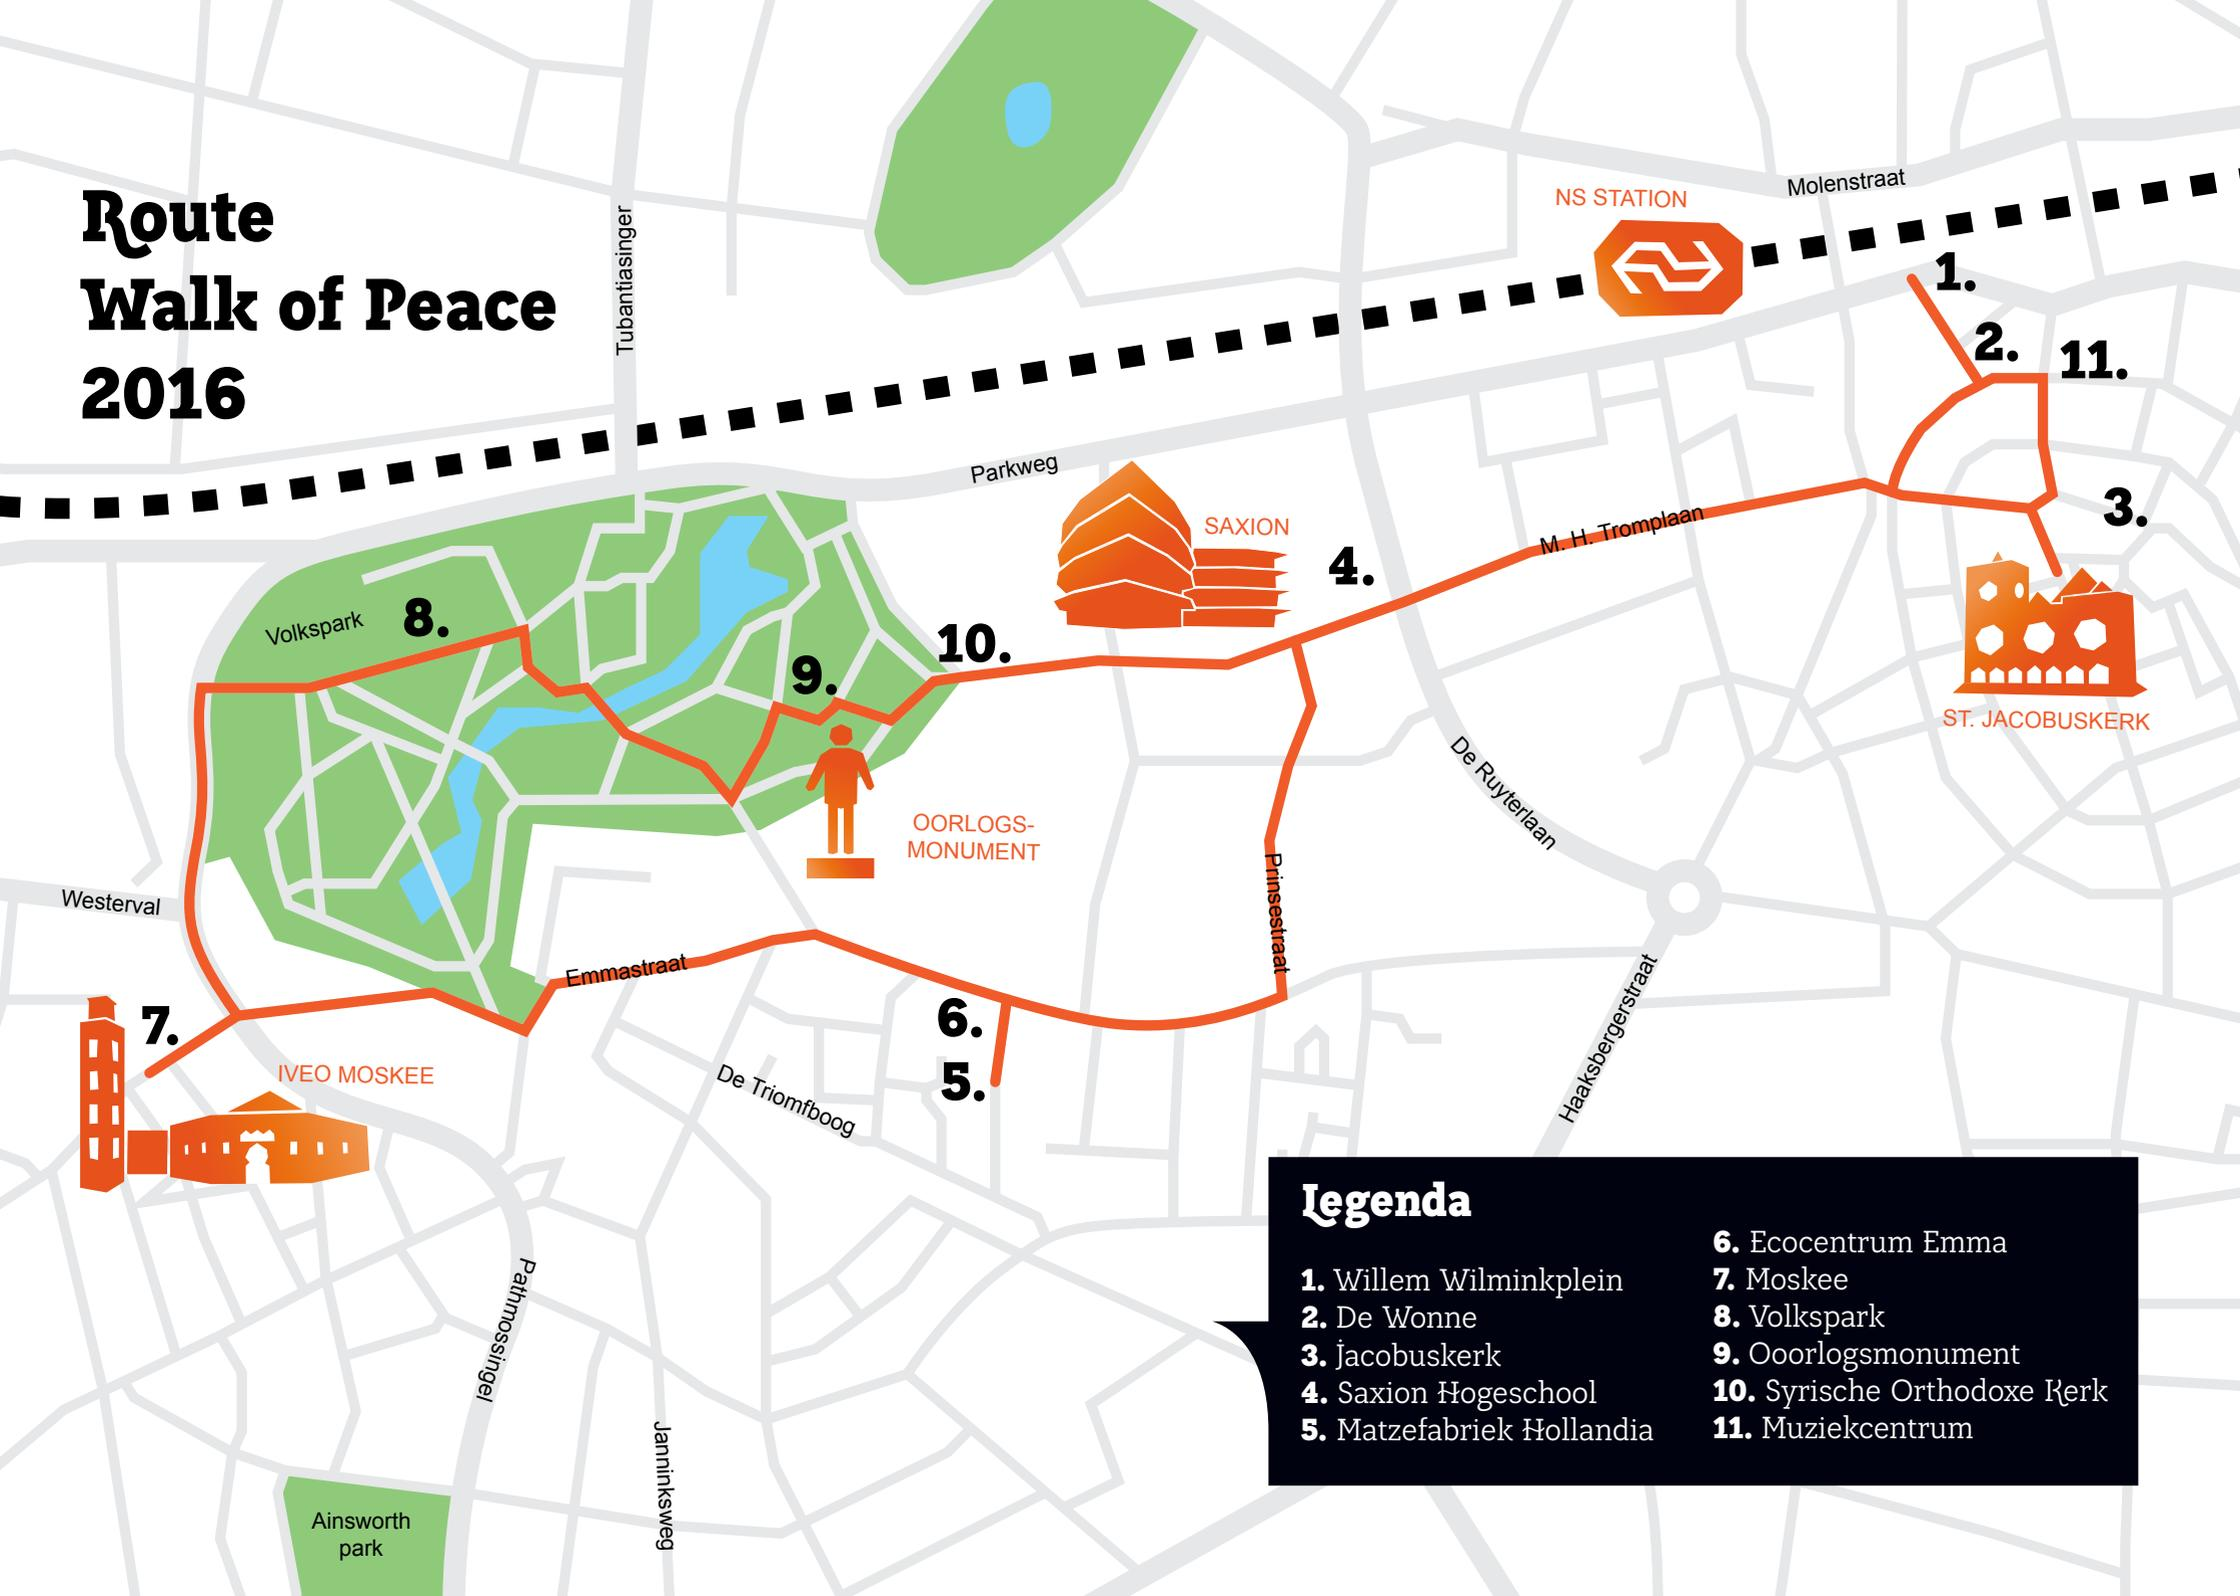 Route
Walk of Peace
2016
Tubantiasinger
NS STATION
Molenstraat
1.
2.
11.
3.
Parkweg
SAXION
4.
M. H. Tromplaan
Volkspark
8.
9.
10.
ST. JACOBUSKERK
De Ruyterlaan
OORLOGS-
MONUMENT
Prinsestraat
Westerval
Emmastraat
Haaksbergerstraat
7.
6.
5.
IVEO MOSKEE
De Triomfboog
Pathmossingel
Janninksweg
Ainsworth
park
Legenda
1. Willem Wilminkplein
2. De Wonne
3. Jacobuskerk
4. Saxion Hogeschool
5. Matzefabriek Hollandia
6. Ecocentrum Emma
7. Moskee
8. Volkspark
9. Ooorlogsmonument
10. Syrische Orthodoxe Kerk
11. Muziekcentrum